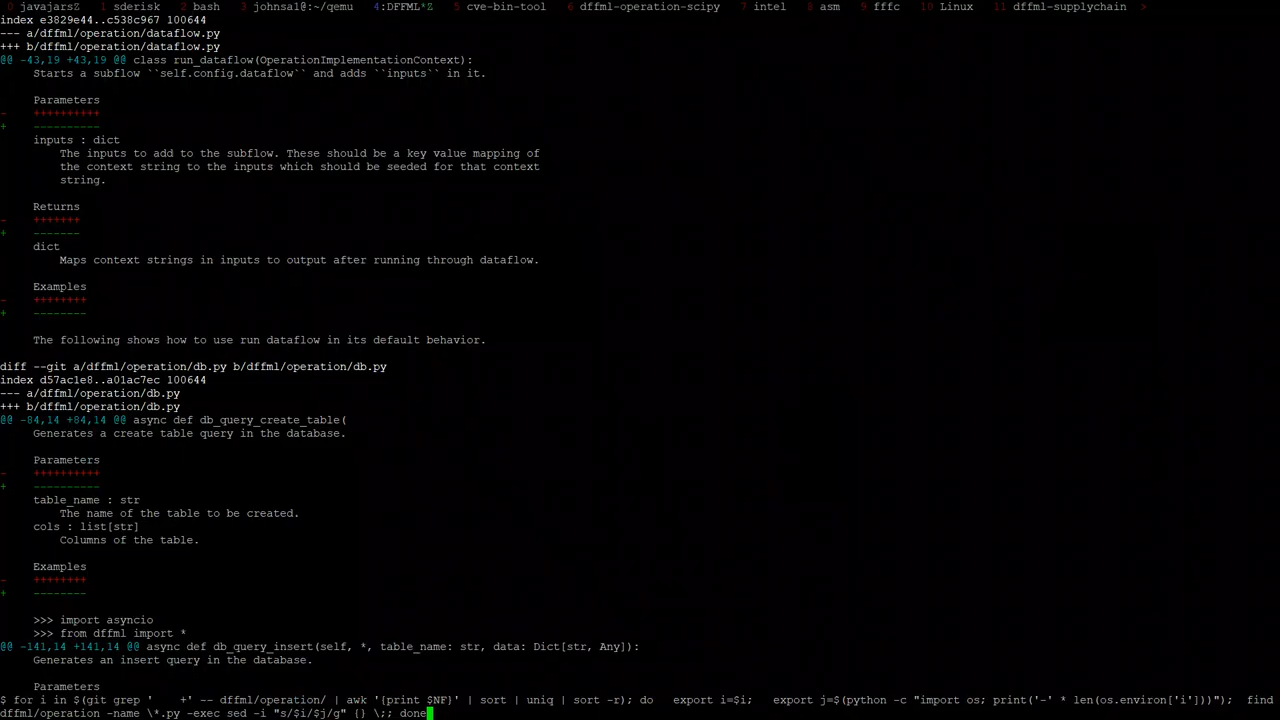 0 javajarsZ  1 sderisk  2 bash  3 johnsa1@:~/qemu  4:DFFML*Z  5 cve-bin-tool  6 dffml-operation-scipy  7 intel  8 asm  9 fffc  10 Linux  11 dffml-supplychain  >
index e3829e44..c538c967 100644
--- a/dffml/operation/dataflow.py
+++ b/dffml/operation/dataflow.py
@@ -43,19 +43,19 @@ class run_dataflow(OperationImplementationContext):
     Starts a subflow ``self.config.dataflow`` and adds ``inputs`` in it.
     Parameters
-    ++++++++++
+    ----------
     inputs : dict
         The inputs to add to the subflow. These should be a key value mapping of
         the context string to the inputs which should be seeded for that context
         string.
     Returns
-    +++++++
+    -------
     dict
         Maps context strings in inputs to output after running through dataflow.
     Examples
-    ++++++++
+    --------
     The following shows how to use run dataflow in its default behavior.
diff --git a/dffml/operation/db.py b/dffml/operation/db.py
index d57ac1e8..a01ac7ec 100644
--- a/dffml/operation/db.py
+++ b/dffml/operation/db.py
@@ -84,14 +84,14 @@ async def db_query_create_table(
     Generates a create table query in the database.
     Parameters
-    ++++++++++
+    ----------
     table_name : str
         The name of the table to be created.
     cols : list[str]
         Columns of the table.
     Examples
-    ++++++++
+    --------
     >>> import asyncio
     >>> from dffml import *
@@ -141,14 +141,14 @@ async def db_query_insert(self, *, table_name: str, data: Dict[str, Any]):
     Generates an insert query in the database.
     Parameters
$ for i in $(git grep '    +' -- dffml/operation/ | awk '{print $NF}' | sort | uniq | sort -r); do   export i=$i;   export j=$(python -c "import os; print('-' * len(os.environ['i']))");  find
dffml/operation -name \*.py -exec sed -i "s/$i/$j/g" {} \;; done